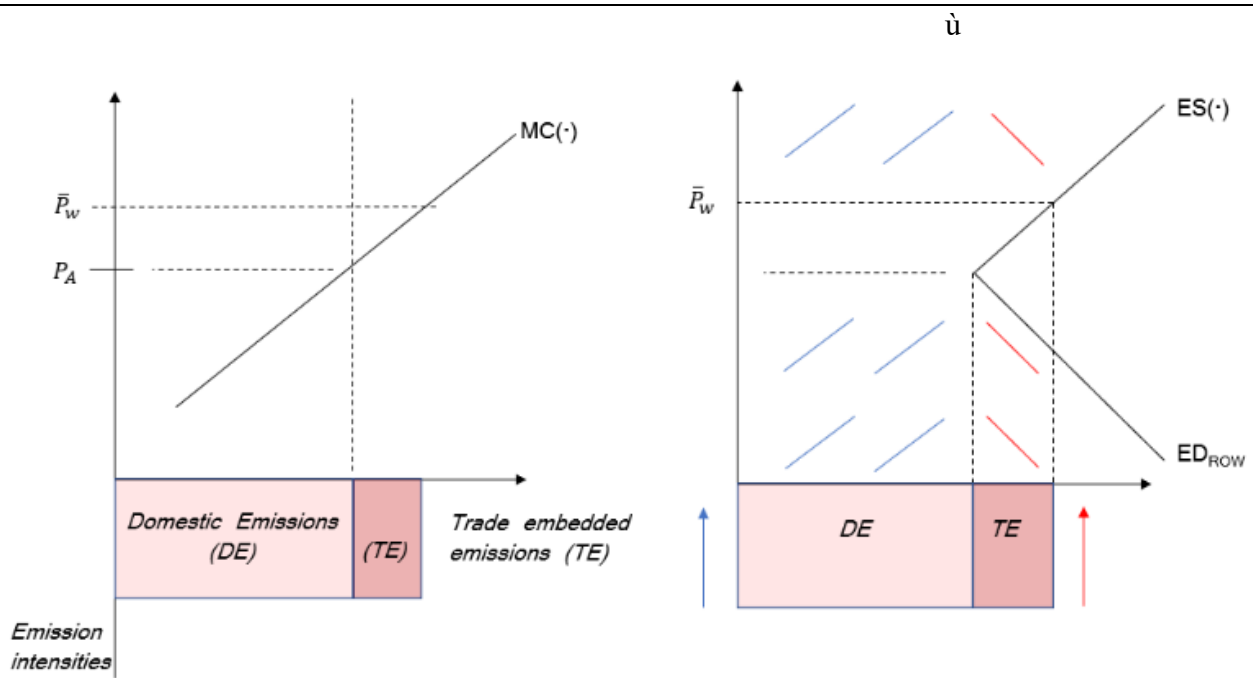 ù
MC(·)
P̄w
PA
Domestic Emissions
(DE)
(TE)
Trade embedded
emissions (TE)
Emission
intensities
ES(·)
P̄w
EDROW
DE
TE